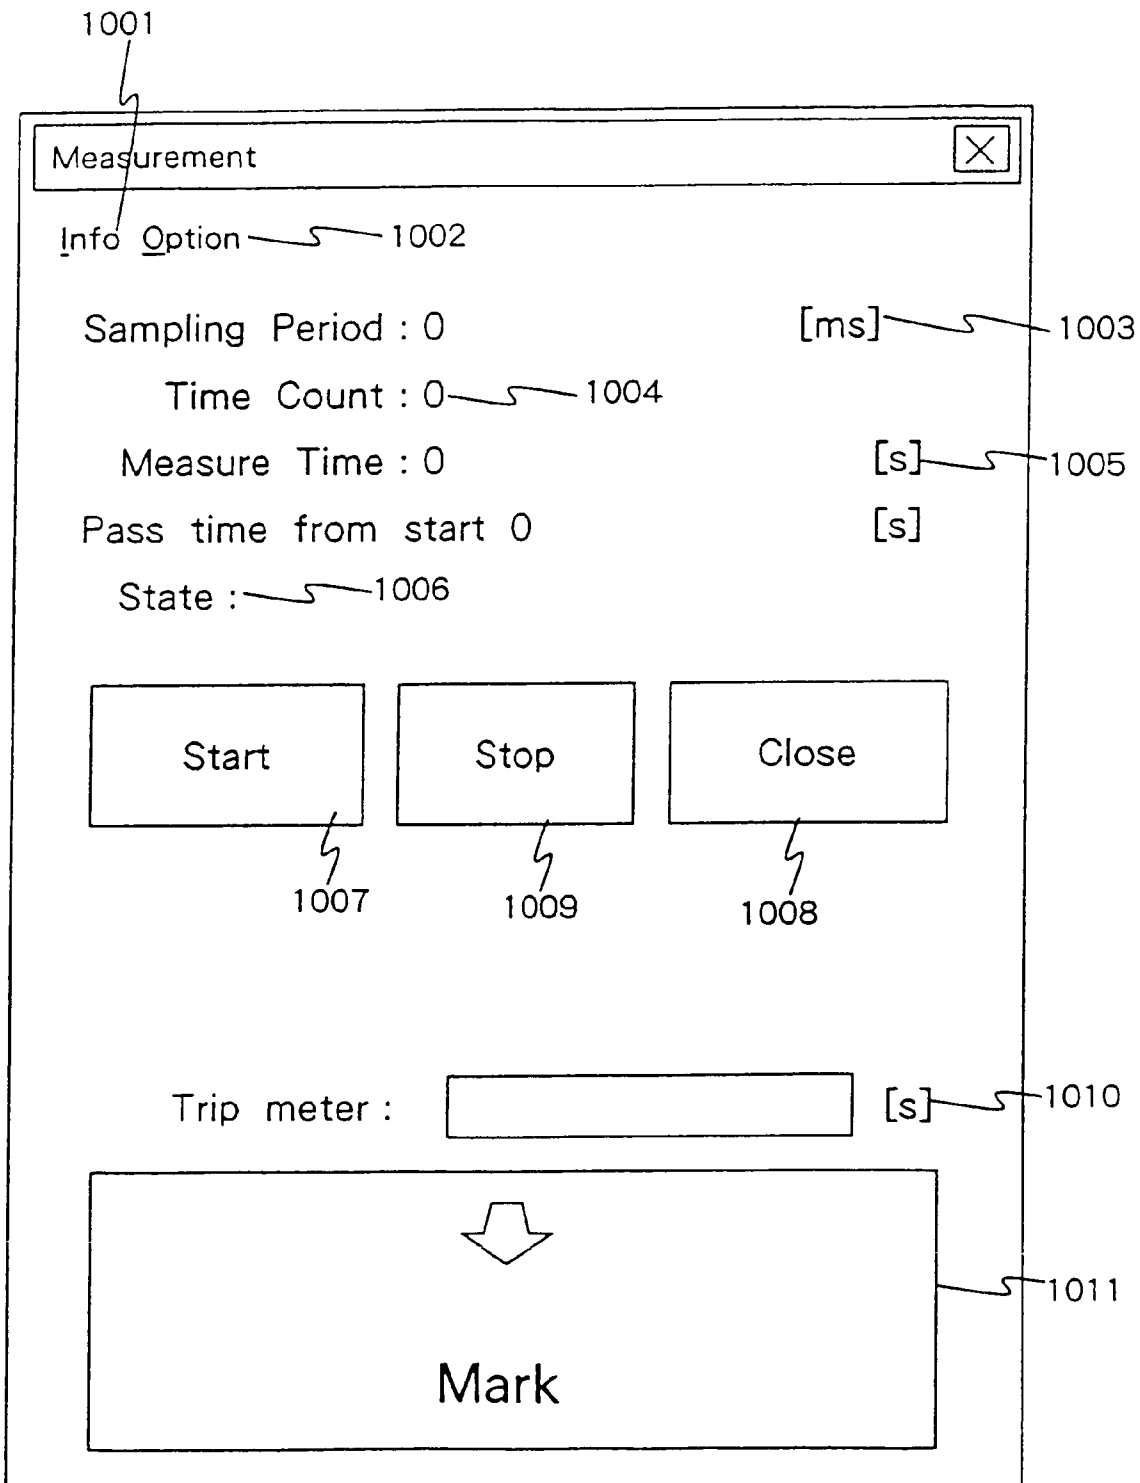 1001
Measurement
Info Option 1002
Sampling Period : 0 [ms] 1003
Time Count : 0 1004
Measure Time : 0 [s] 1005
Pass time from start 0 [s]
State : 1006
Start Stop Close
1007 1009 1008
Trip meter : [s] 1010
1011
Mark